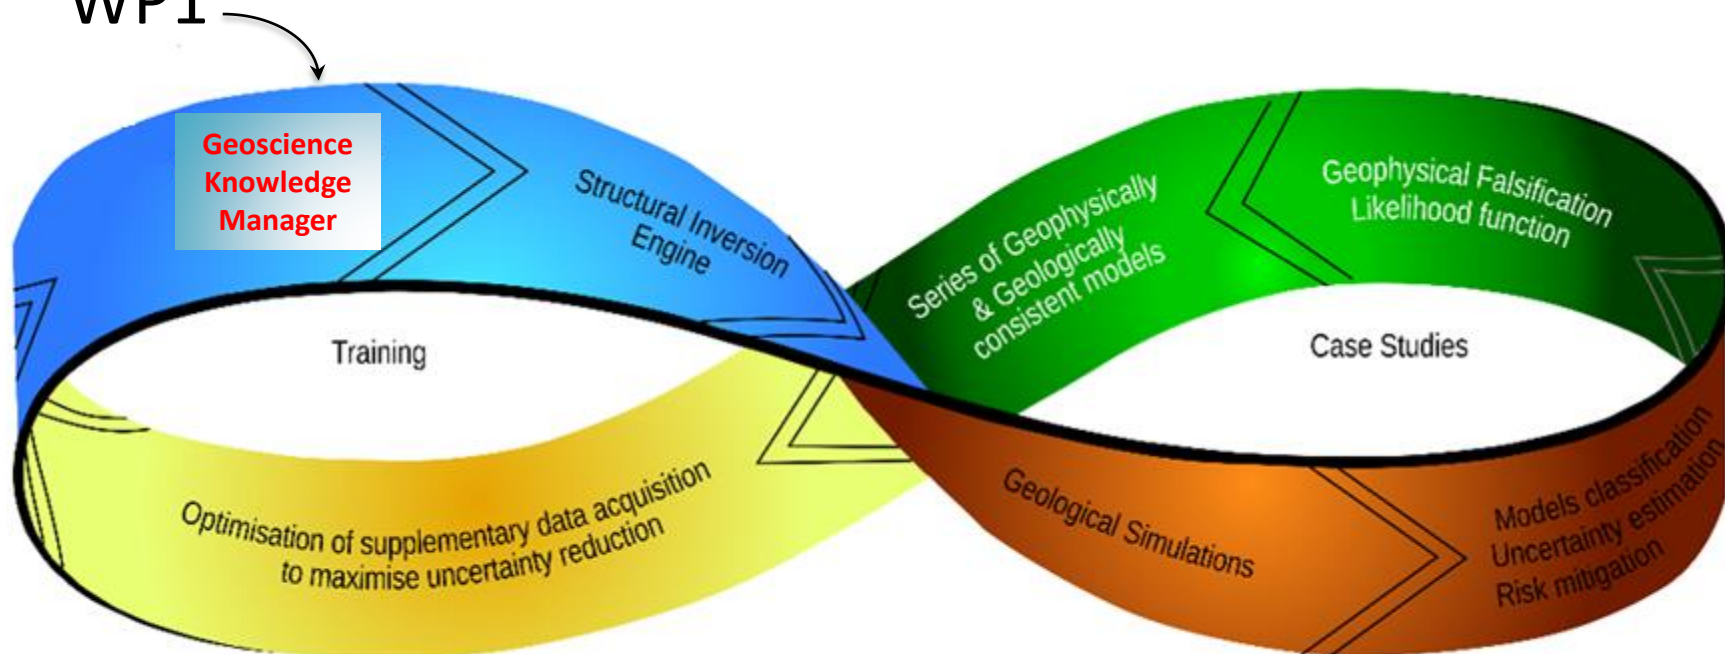 WP1
Geoscience
Knowledge
Manager
Structural Inversion
Engine
Series of Geophysically
& Geologically
consistent models
Geophysical Falsification
Likelihood function
Training
Case Studies
Optimisation of supplementary data acquisition
to maximise uncertainty reduction
Geological Simulations
Models classification
Uncertainty estimation
Risk mitigation